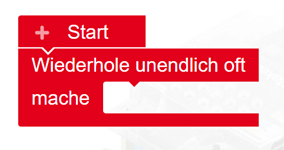 + Start
Wiederhole unendlich oft
mache